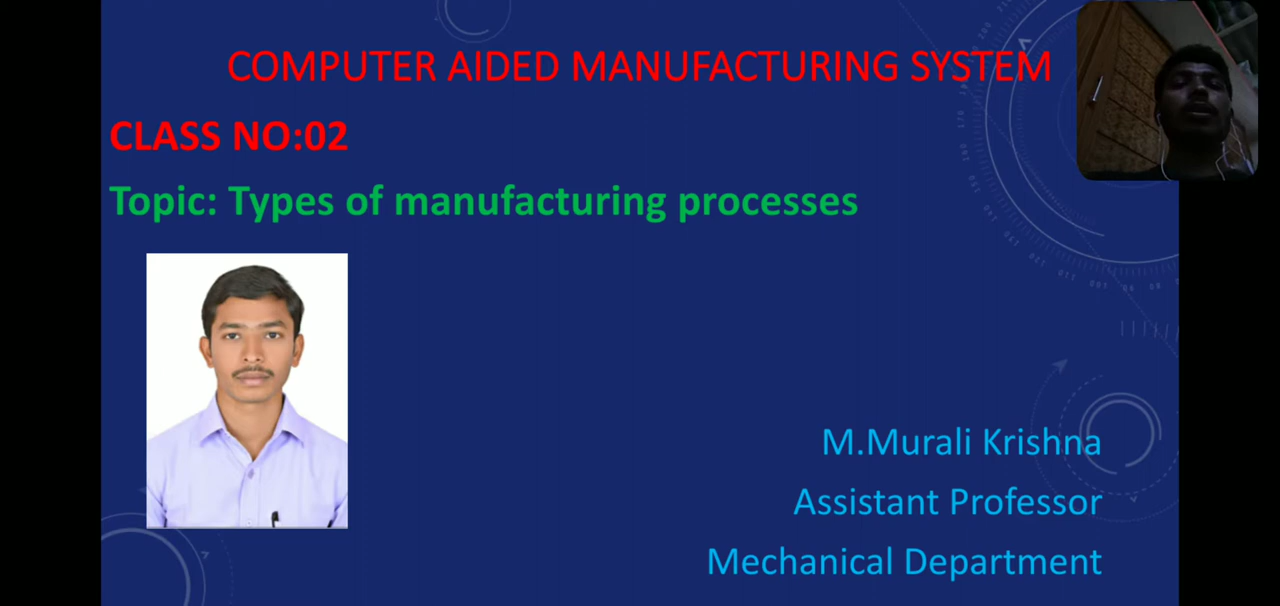 COMPUTER AIDED MANUFACTURING SYSTEM
CLASS NO:02
Topic: Types of manufacturing processes
M.Murali Krishna
Assistant Professor
Mechanical Department